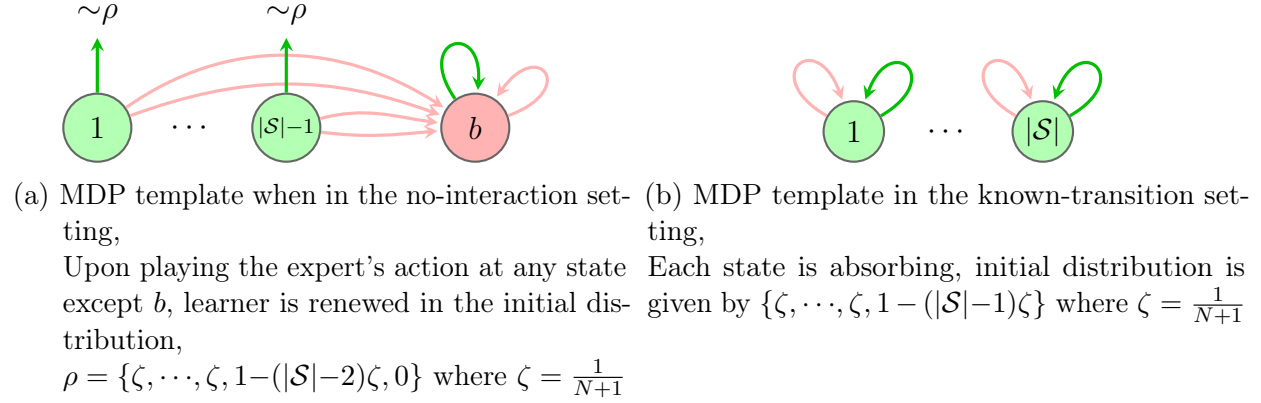 ∼ρ ∼ρ
1 ⋯ |𝒮|−1 b
1 ⋯ |𝒮|
(a) MDP template when in the no-interaction set-
ting,
Upon playing the expert's action at any state
except b, learner is renewed in the initial dis-
tribution,
ρ = {ζ, ⋯, ζ, 1−(|𝒮|−2)ζ, 0} where ζ = 1/(N+1)
(b) MDP template in the known-transition set-
ting,
Each state is absorbing, initial distribution is
given by {ζ, ⋯, ζ, 1 − (|𝒮|−1)ζ} where ζ = 1/(N+1)